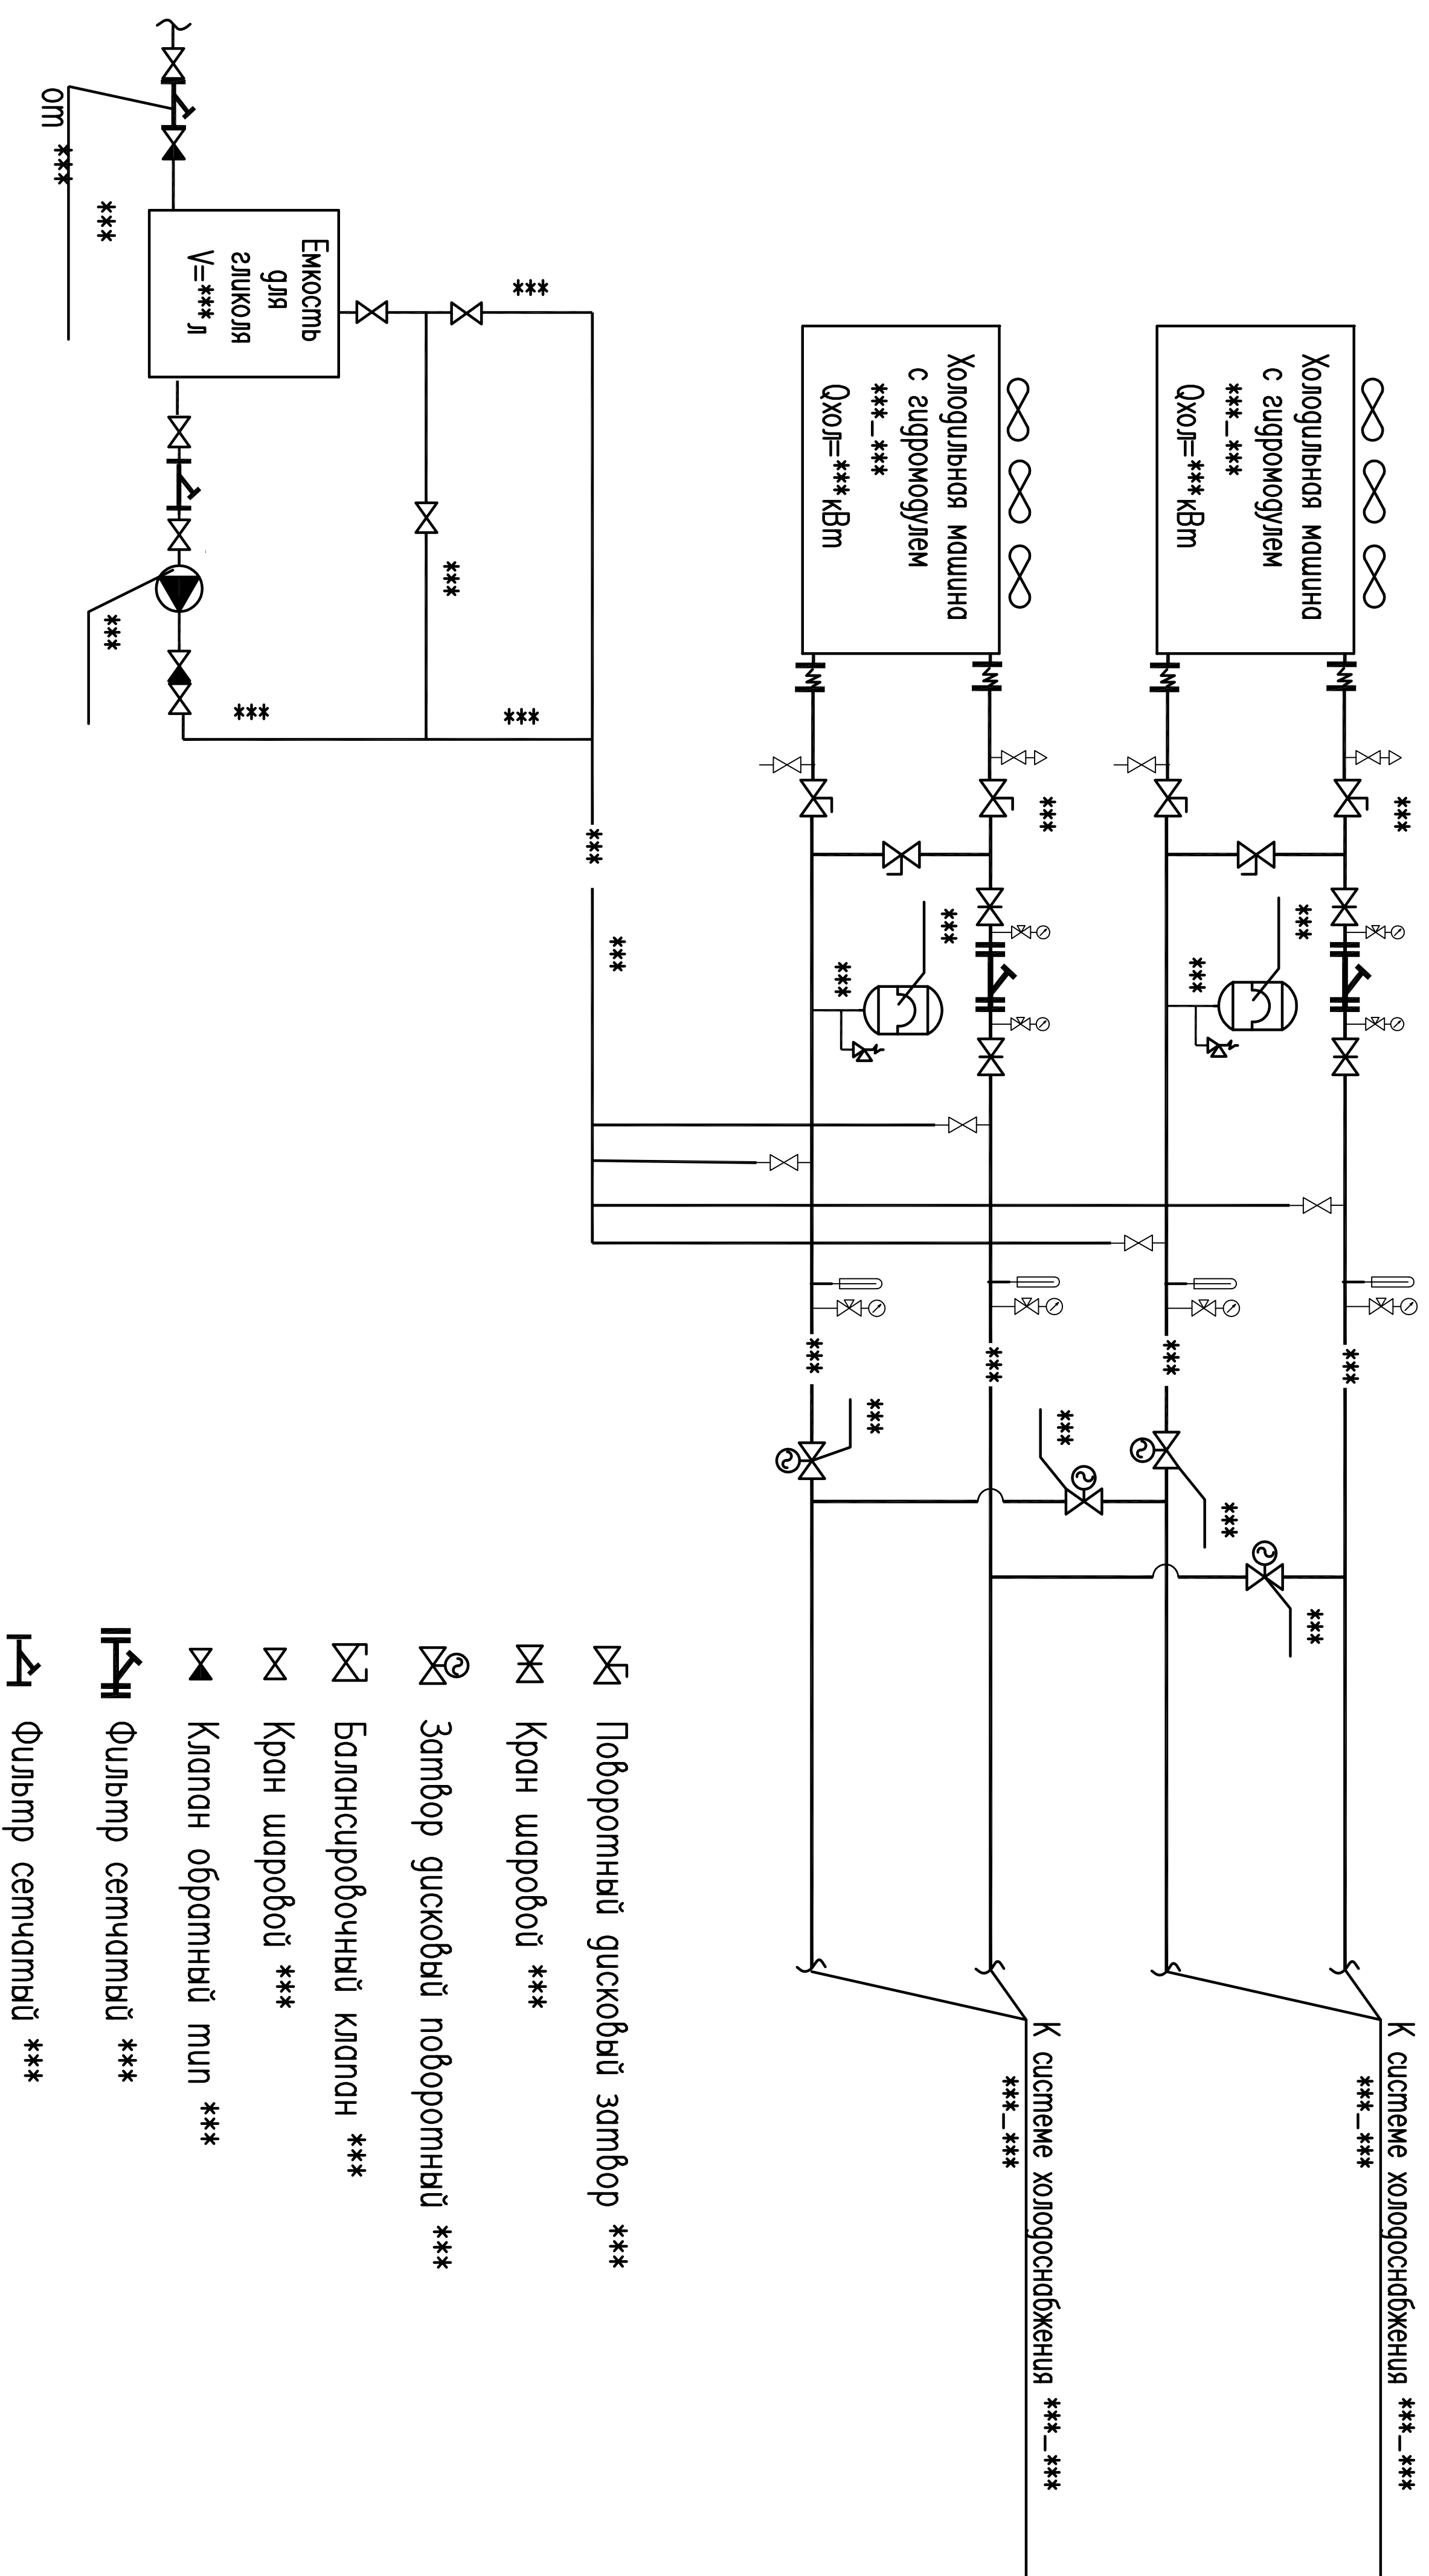 Холодильная машина
с гидромодулем
***_***
Qхол=***кВт
***
***
***
***
***
***
***
К системе холодоснабжения ***_***
***_***
Холодильная машина
с гидромодулем
***_***
Qхол=***кВт
***
***
***
***
***
***
***
К системе холодоснабжения ***_***
***_***
***
***
***
***
***
***
Емкость
для
гликоля
V=***л
***
***
от ***
Поворотный дисковый затвор ***
Кран шаровой ***
Затвор дисковый поворотный ***
Балансировочный клапан ***
Кран шаровой ***
Клапан обратный тип ***
Фильтр сетчатый ***
Фильтр сетчатый ***